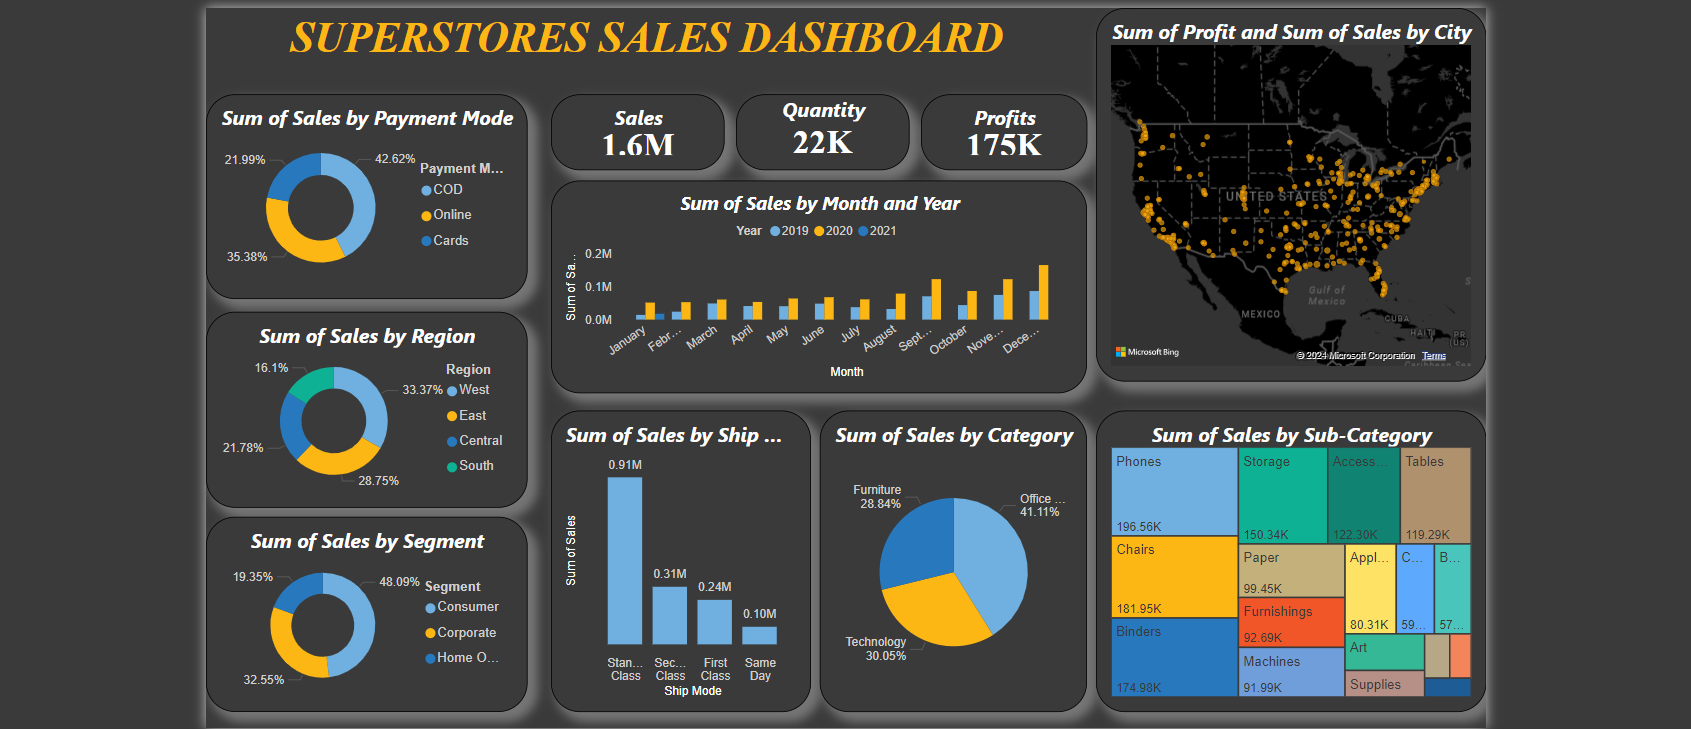 SUPERSTORES SALES DASHBOARD
Sum of Sales by Payment Mode
21.99%
42.62%
35.38%
Payment M...
COD
Online
Cards
Sales
1.6M
Quantity
22K
Profits
175K
Sum of Profit and Sum of Sales by City
UNITED STATES
Gulf of
Mexico
MEXICO
CUBA
HAITI
PR
(US)
Microsoft Bing
© 2024 Microsoft Corporation Terms
Caribbean Sea
Sum of Sales by Month and Year
Year 2019 2020 2021
Sum of Sa...
0.2M
0.1M
0.0M
January
Febr...
March
April
May
June
July
August
Sept...
October
Nove...
Dece...
Month
Sum of Sales by Region
16.1%
33.37%
21.78%
28.75%
Region
West
East
Central
South
Sum of Sales by Segment
19.35%
48.09%
32.55%
Segment
Consumer
Corporate
Home O...
Sum of Sales by Ship ...
Sum of Sales
0.91M
0.31M
0.24M
0.10M
Stan...
Class
Sec...
Class
First
Class
Same
Day
Ship Mode
Sum of Sales by Category
Furniture
28.84%
Office ...
41.11%
Technology
30.05%
Sum of Sales by Sub-Category
Phones
196.56K
Chairs
181.95K
Binders
174.98K
Storage
150.34K
Access...
122.30K
Tables
119.29K
Paper
99.45K
Furnishings
92.69K
Machines
91.99K
Appl...
80.31K
C...
59...
B...
57...
Art
Supplies